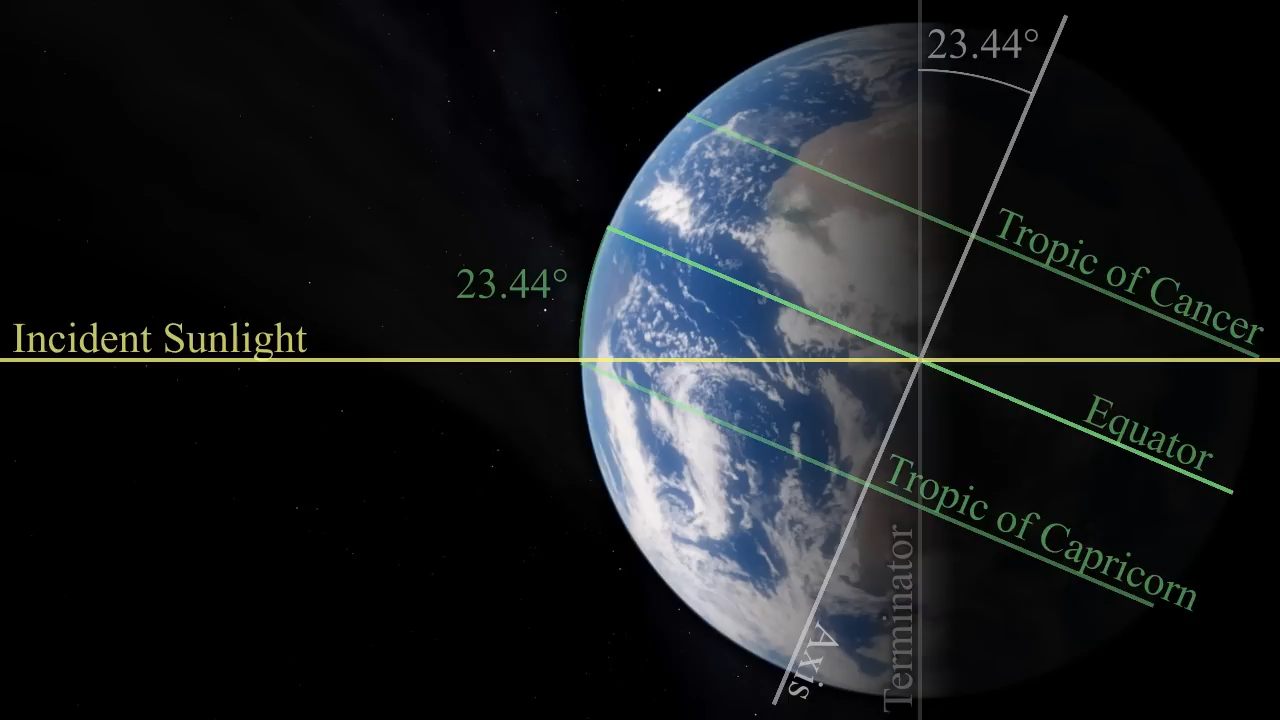 23.44°
Tropic of Cancer
23.44°
Incident Sunlight
Equator
Tropic of Capricorn
Terminator
Axis